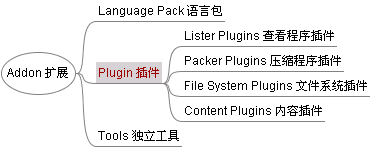 Addon 扩展
Language Pack 语言包
Plugin 插件
Lister Plugins 查看程序插件
Packer Plugins 压缩程序插件
File System Plugins 文件系统插件
Content Plugins 内容插件
Tools 独立工具